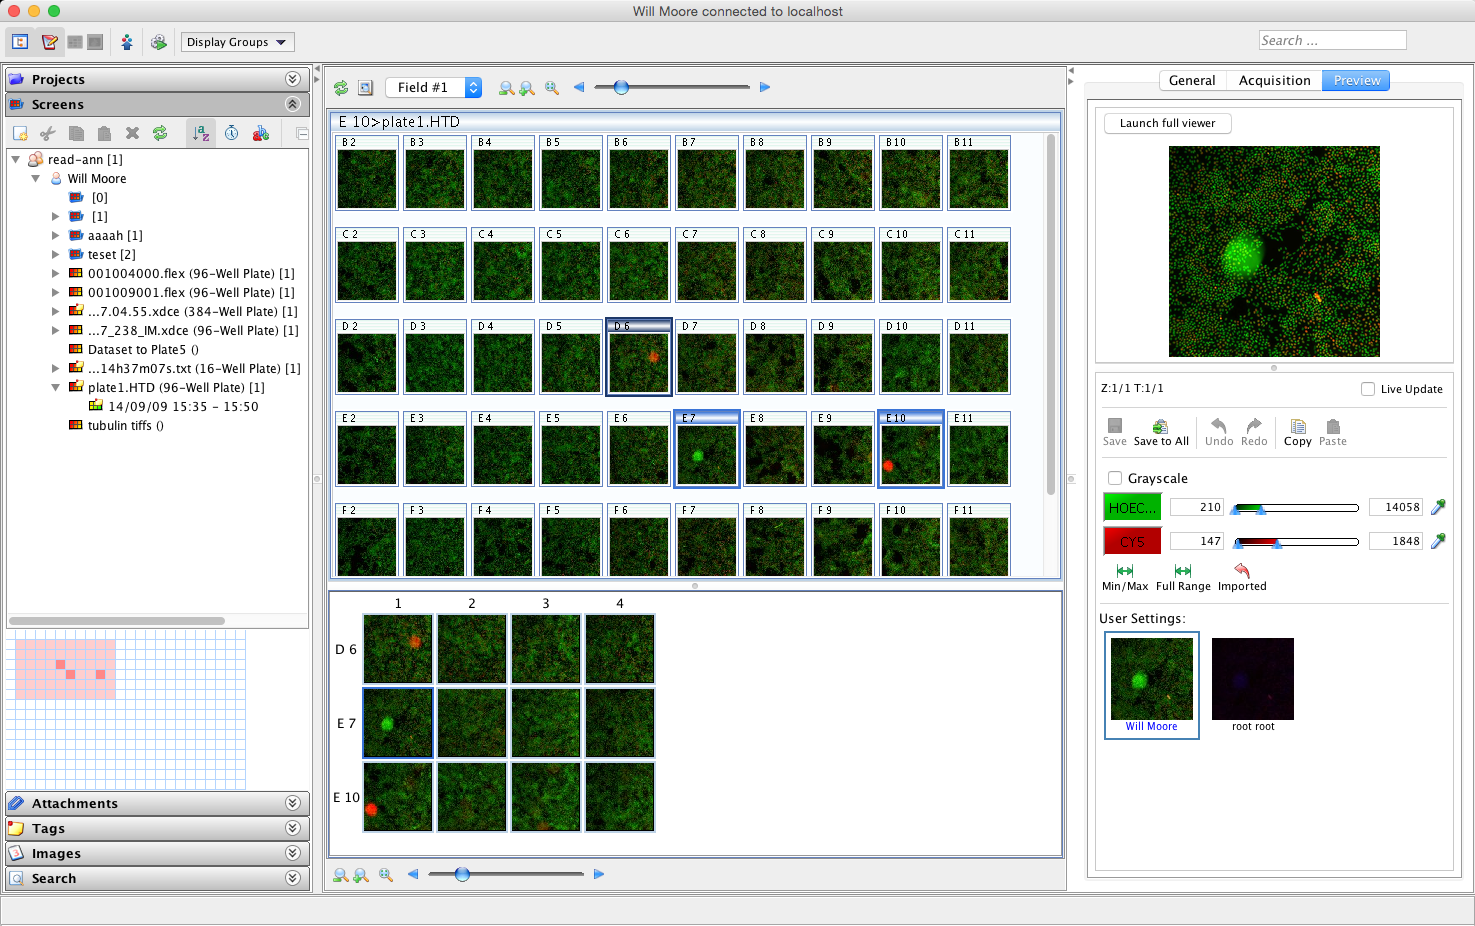 Will Moore connected to localhost
Display Groups
Search ...
Projects
Screens
read-ann [1]
Will Moore
[0]
[1]
aaaah [1]
teset [2]
001004000.flex (96-Well Plate) [1]
001009001.flex (96-Well Plate) [1]
...7.04.55.xdce (384-Well Plate) [1]
...7_238_IM.xdce (96-Well Plate) [1]
Dataset to Plate5 ()
...14h37m07s.txt (16-Well Plate) [1]
plate1.HTD (96-Well Plate) [1]
14/09/09 15:35 - 15:50
tubulin tiffs ()
Attachments
Tags
Images
Search
Field #1
E 10>plate1.HTD
B 2 B 3 B 4 B 5 B 6 B 7 B 8 B 9 B 10 B 11
C 2 C 3 C 4 C 5 C 6 C 7 C 8 C 9 C 10 C 11
D 2 D 3 D 4 D 5 D 6 D 7 D 8 D 9 D 10 D 11
E 2 E 3 E 4 E 5 E 6 E 7 E 8 E 9 E 10 E 11
F 2 F 3 F 4 F 5 F 6 F 7 F 8 F 9 F 10 F 11
1 2 3 4
D 6
E 7
E 10
General Acquisition Preview
Launch full viewer
Z:1/1 T:1/1 Live Update
Save Save to All Undo Redo Copy Paste
Grayscale
HOEC... 210 14058
CY5 147 1848
Min/Max Full Range Imported
User Settings:
Will Moore root root